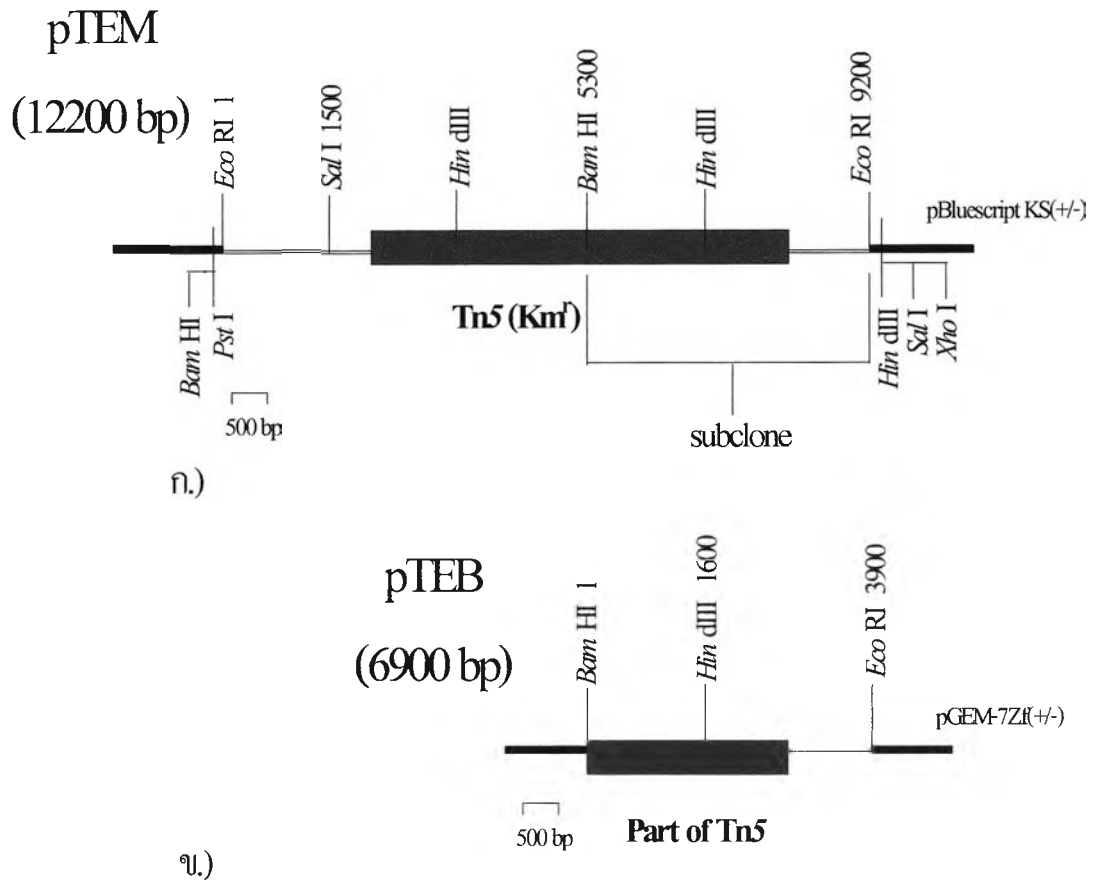 pTEM
(12200 bp)
Eco RI 1
Sal I 1500
Hin dIII
Bam HI 5300
Hin dIII
Eco RI 9200
pBluescript KS(+/-)
Tn5 (Kmʳ)
Bam HI
Pst I
Hin dIII
Sal I
Xho I
500 bp
subclone
ก.)
pTEB
(6900 bp)
Bam HI 1
Hin dIII 1600
Eco RI 3900
pGEM-7Zf(+/-)
500 bp
Part of Tn5
ข.)